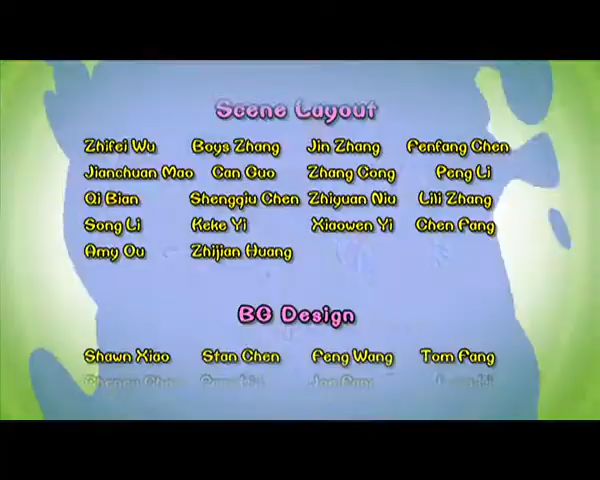 Scene Layout
Zhifei Wu Boys Zhang Jin Zhang Fenfang Chen
Jianchuan Mao Can Guo Zhang Cong Peng Li
Qi Bian Shengqiu Chen Zhiyuan Niu Lili Zhang
Song Li Keke Yi Xiaowen Yi Chen Fang
Amy Ou Zhijian Huang
BG Design
Shawn Xiao Stan Chen Feng Wang Tom Fang